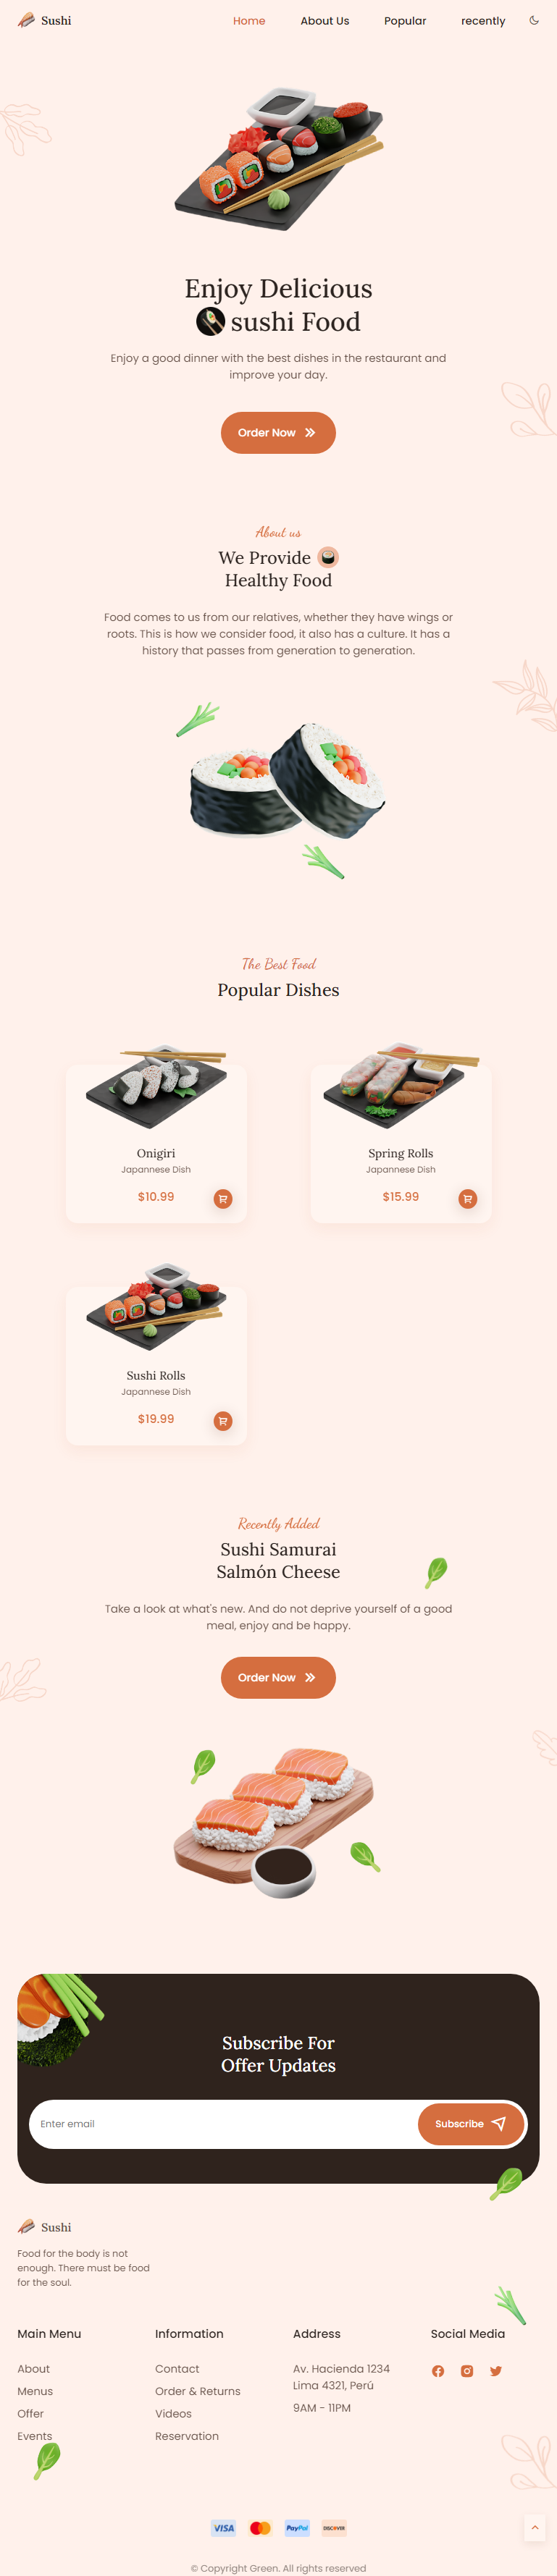 Sushi
Home
About Us
Popular
recently
Enjoy Delicious
sushi Food
Enjoy a good dinner with the best dishes in the restaurant and
improve your day.
Order Now
About us
We Provide
Healthy Food
Food comes to us from our relatives, whether they have wings or
roots. This is how we consider food, it also has a culture. It has a
history that passes from generation to generation.
The Best Food
Popular Dishes
Onigiri
Japannese Dish
$10.99
Spring Rolls
Japannese Dish
$15.99
Sushi Rolls
Japannese Dish
$19.99
Recently Added
Sushi Samurai
Salmón Cheese
Take a look at what's new. And do not deprive yourself of a good
meal, enjoy and be happy.
Order Now
Subscribe For
Offer Updates
Enter email
Subscribe
Sushi
Food for the body is not
enough. There must be food
for the soul.
Main Menu
About
Menus
Offer
Events
Information
Contact
Order & Returns
Videos
Reservation
Address
Av. Hacienda 1234
Lima 4321, Perú
9AM - 11PM
Social Media
VISA
PayPal
DISCOVER
© Copyright Green. All rights reserved